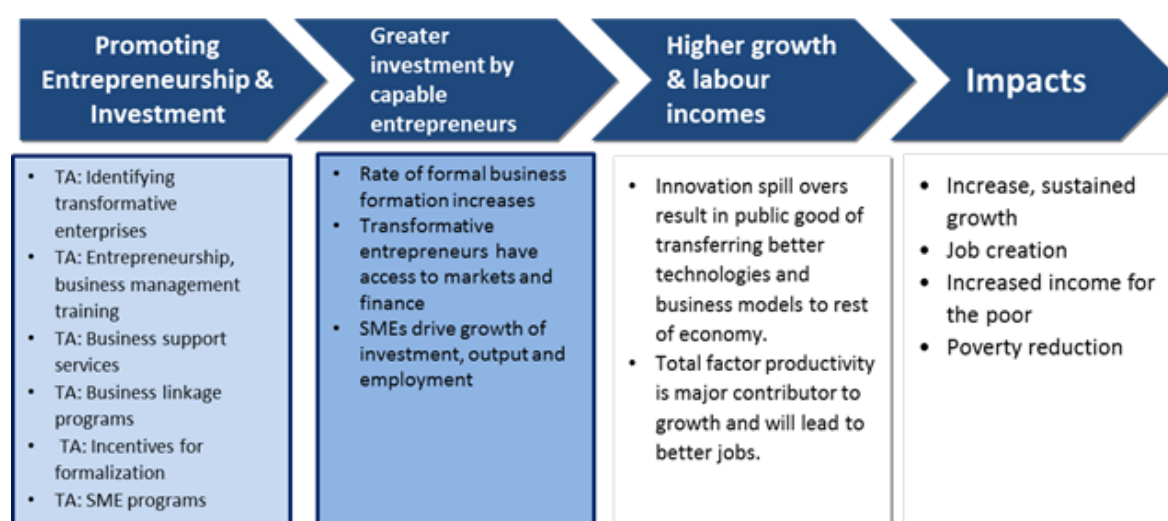 Promoting
Entrepreneurship &
Investment
Greater
investment by
capable
entrepreneurs
Higher growth
& labour
incomes
Impacts
• TA: Identifying
transformative
enterprises
• TA: Entrepreneurship,
business management
training
• TA: Business support
services
• TA: Business linkage
programs
• TA: Incentives for
formalization
• TA: SME programs
• Rate of formal business
formation increases
• Transformative
entrepreneurs have
access to markets and
finance
• SMEs drive growth of
investment, output and
employment
• Innovation spill overs
result in public good of
transferring better
technologies and
business models to rest
of economy.
• Total factor productivity
is major contributor to
growth and will lead to
better jobs.
• Increase, sustained
growth
• Job creation
• Increased income for
the poor
• Poverty reduction